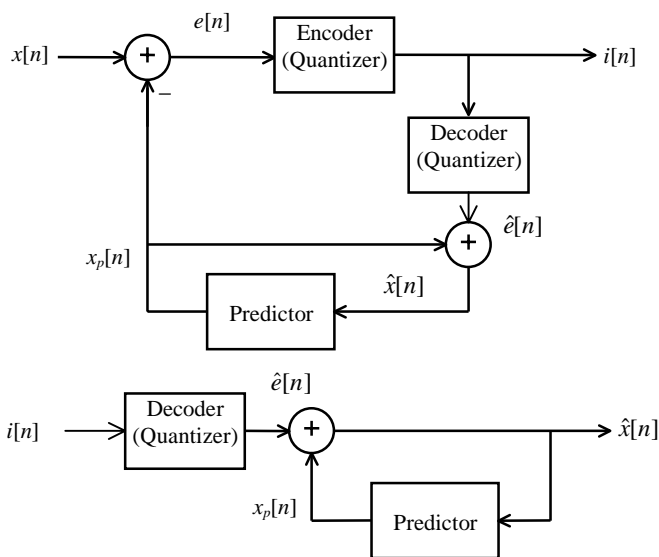 e[n]
Encoder
(Quantizer)
x[n]
+
i[n]
−
Decoder
(Quantizer)
ê[n]
+
x_p[n]
x̂[n]
Predictor
ê[n]
Decoder
(Quantizer)
i[n]
+
x̂[n]
x_p[n]
Predictor